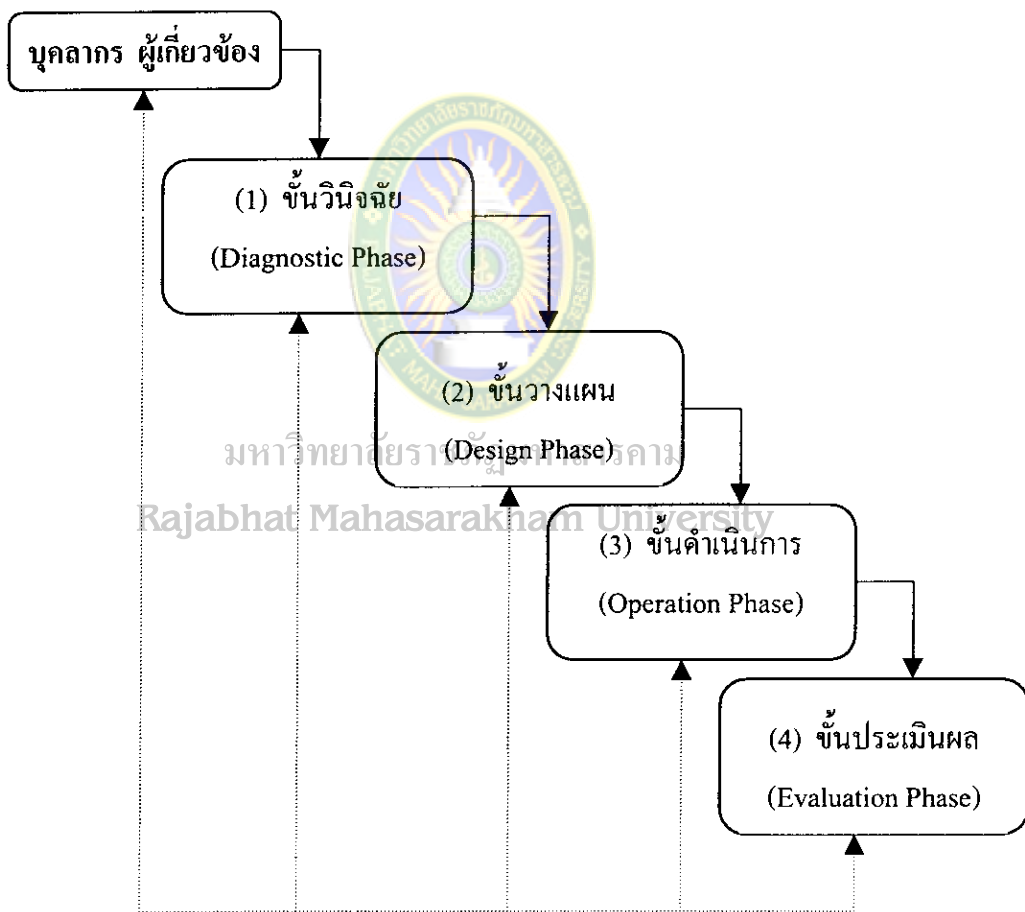 บุคลากร ผู้เกี่ยวข้อง
(1) ขั้นวินิจฉัย
(Diagnostic Phase)
(2) ขั้นวางแผน
(Design Phase)
มหาวิทยาลัยราชภัฏมหาสารคาม
Rajabhat Mahasarakham University
(3) ขั้นดำเนินการ
(Operation Phase)
(4) ขั้นประเมินผล
(Evaluation Phase)